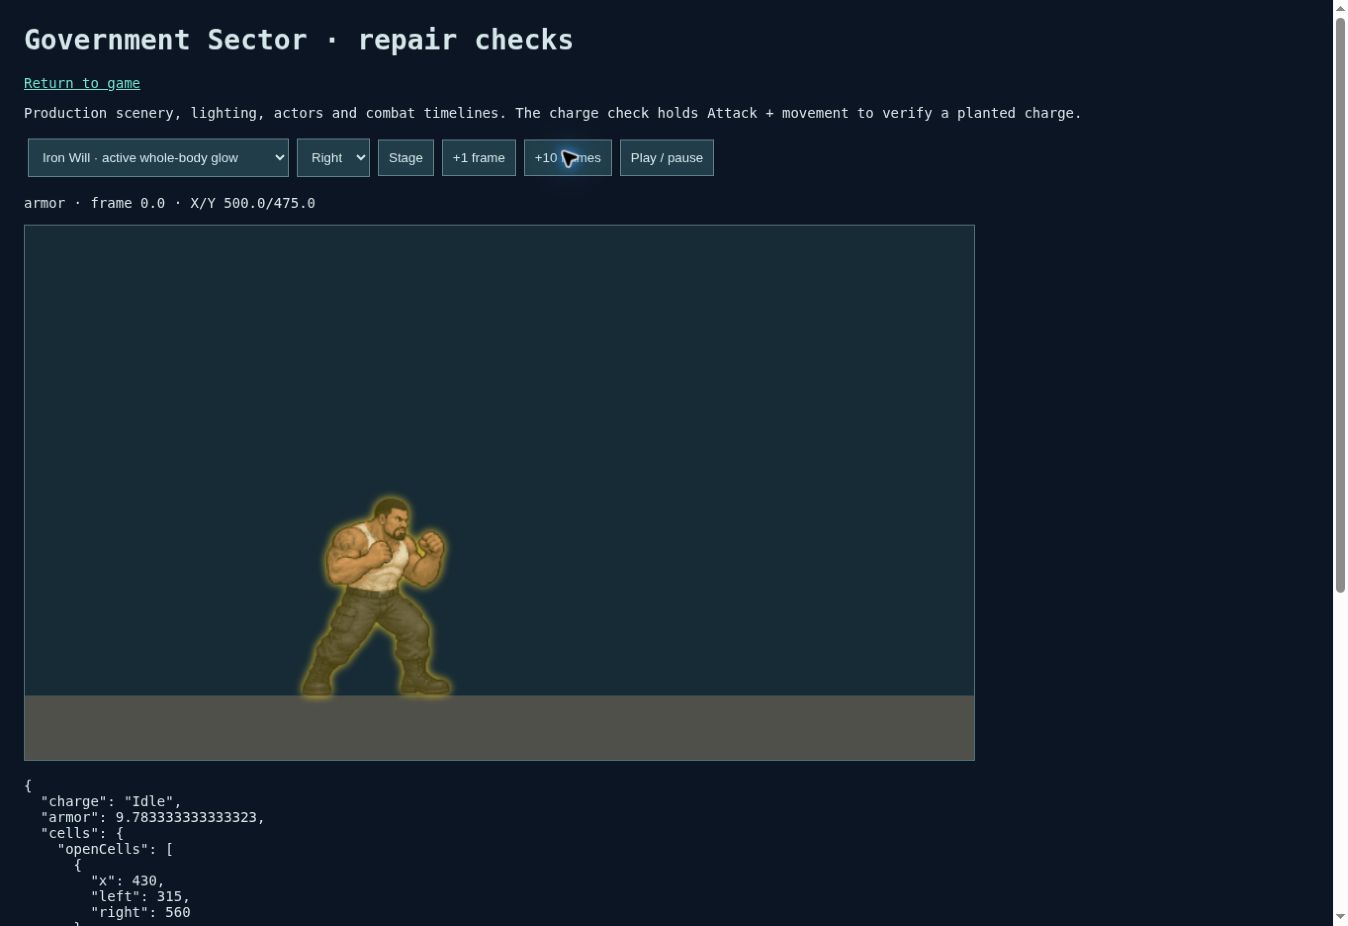 Government Sector · repair checks
Return to game
Production scenery, lighting, actors and combat timelines. The charge check holds Attack + movement to verify a planted charge.
Iron Will · active whole-body glow Right Stage +1 frame +10 Play / pause
armor · frame 0.0 · X/Y 500.0/475.0
{
"charge": "Idle",
"armor": 9.783333333333323,
"cells": {
"openCells": [
{
"x": 430,
"left": 315,
"right": 560